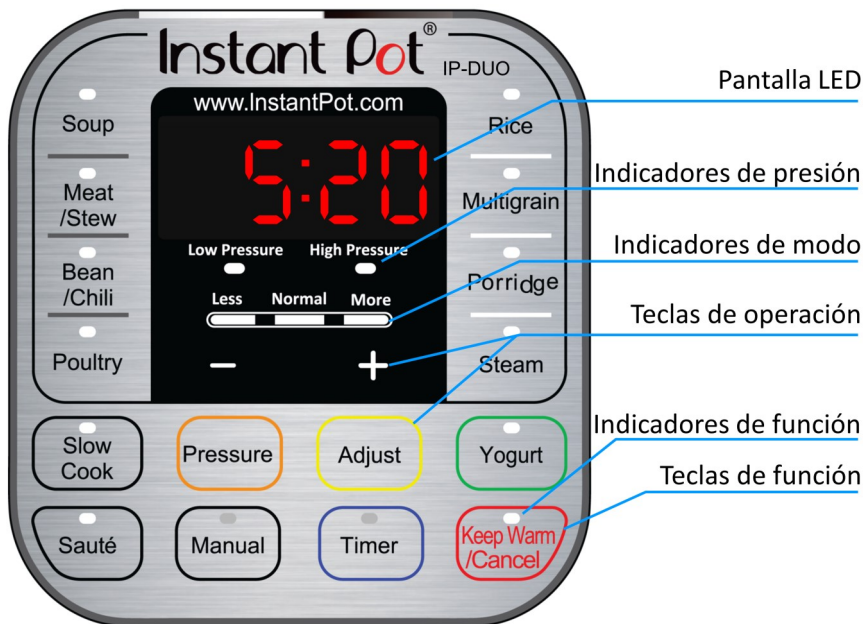 Instant Pot® IP-DUO
www.InstantPot.com
5:20
Low Pressure High Pressure
Less Normal More
− +
Soup
Meat
/Stew
Bean
/Chili
Poultry
Rice
Multigrain
Porridge
Steam
Slow
Cook
Pressure
Adjust
Yogurt
Sauté
Manual
Timer
Keep Warm
/Cancel
Pantalla LED
Indicadores de presión
Indicadores de modo
Teclas de operación
Indicadores de función
Teclas de función